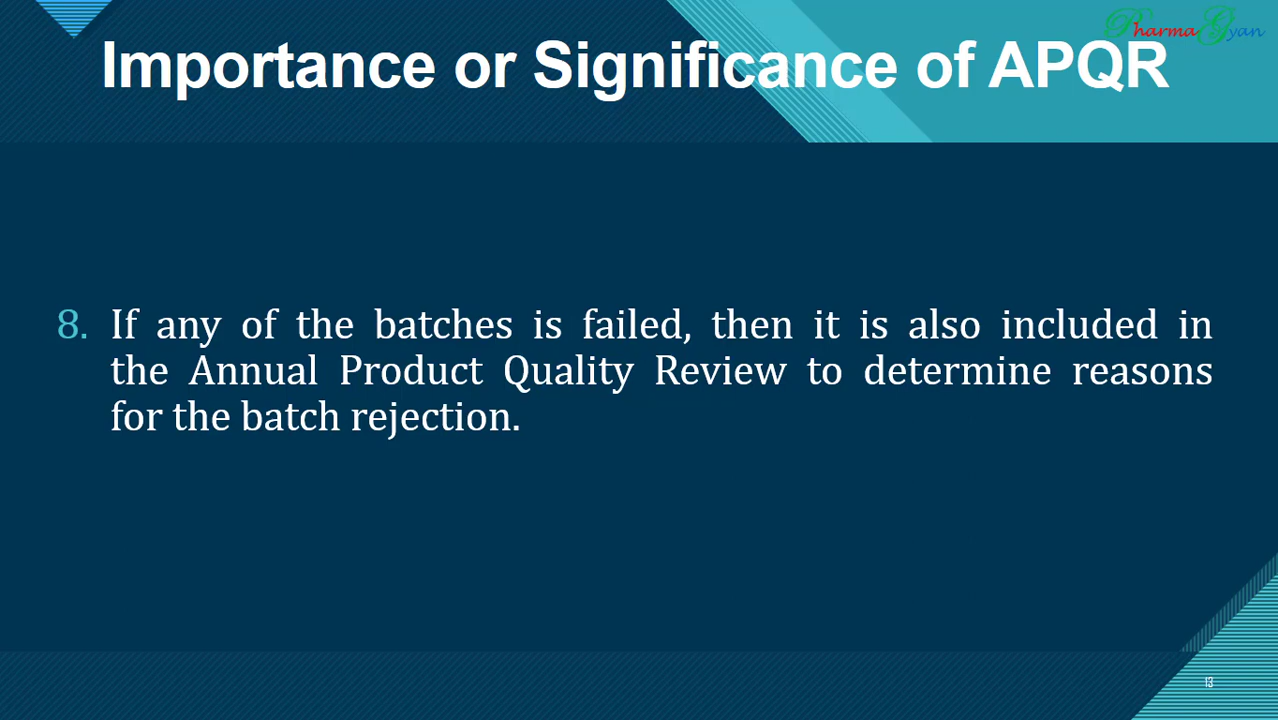 Pharma Gyan
Importance or Significance of APQR
8. If any of the batches is failed, then it is also included in
the Annual Product Quality Review to determine reasons
for the batch rejection.
13